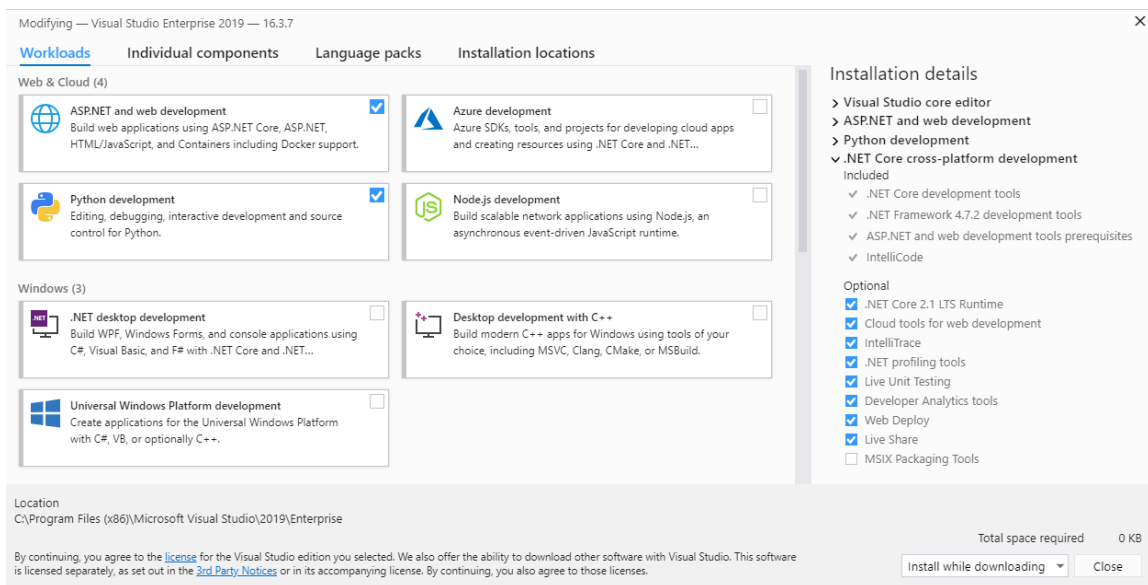 Modifying — Visual Studio Enterprise 2019 — 16.3.7
Workloads Individual components Language packs Installation locations
Web & Cloud (4)
ASP.NET and web development
Build web applications using ASP.NET Core, ASP.NET,
HTML/JavaScript, and Containers including Docker support.
Azure development
Azure SDKs, tools, and projects for developing cloud apps
and creating resources using .NET Core and .NET...
Python development
Editing, debugging, interactive development and source
control for Python.
JS
Node.js development
Build scalable network applications using Node.js, an
asynchronous event-driven JavaScript runtime.
Windows (3)
.NET
.NET desktop development
Build WPF, Windows Forms, and console applications using
C#, Visual Basic, and F# with .NET Core and .NET...
Desktop development with C++
Build modern C++ apps for Windows using tools of your
choice, including MSVC, Clang, CMake, or MSBuild.
Universal Windows Platform development
Create applications for the Universal Windows Platform
with C#, VB, or optionally C++.
Installation details
Visual Studio core editor
ASP.NET and web development
Python development
.NET Core cross-platform development
Included
.NET Core development tools
.NET Framework 4.7.2 development tools
ASP.NET and web development tools prerequisites
IntelliCode
Optional
.NET Core 2.1 LTS Runtime
Cloud tools for web development
IntelliTrace
.NET profiling tools
Live Unit Testing
Developer Analytics tools
Web Deploy
Live Share
MSIX Packaging Tools
Location
C:\Program Files (x86)\Microsoft Visual Studio\2019\Enterprise
By continuing, you agree to the license for the Visual Studio edition you selected. We also offer the ability to download other software with Visual Studio. This software
is licensed separately, as set out in the 3rd Party Notices or in its accompanying license. By continuing, you also agree to those licenses.
Total space required 0 KB
Install while downloading Close